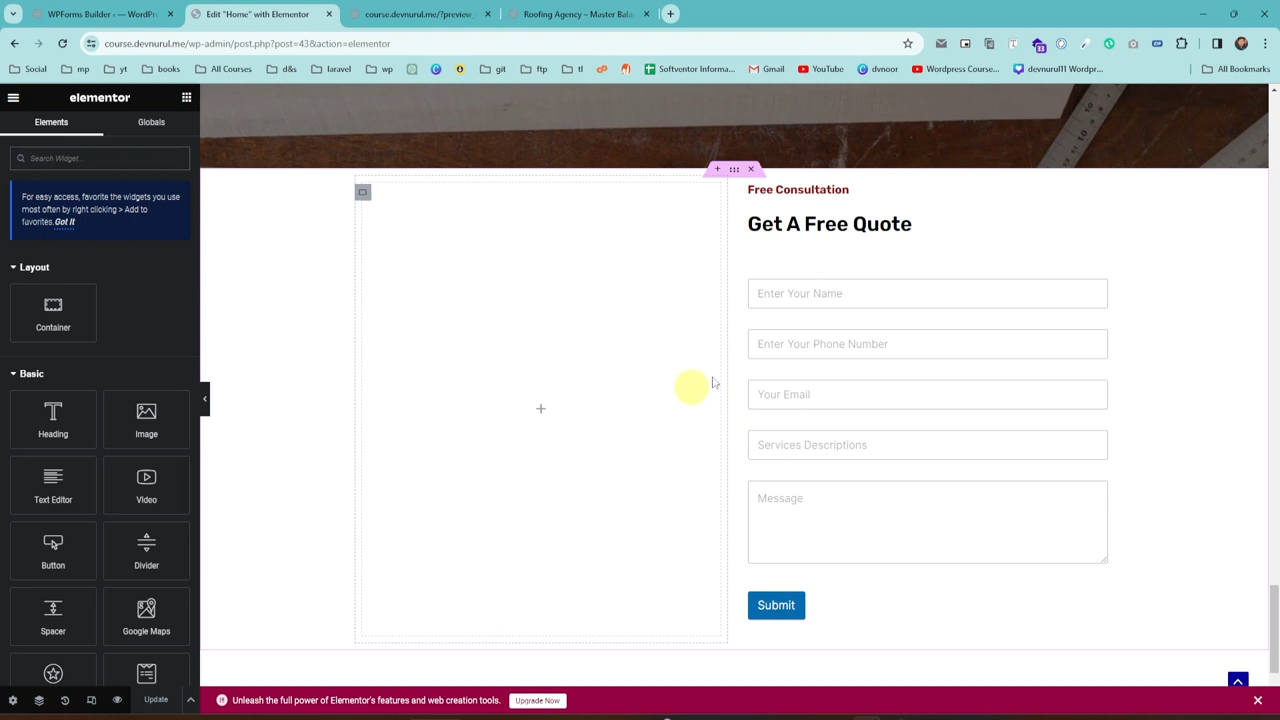 WPForms Builder ‹ — WordPr
Edit "Home" with Elementor
course.devnurul.me/?preview_
Roofing Agency – Master Bala
course.devnurul.me/wp-admin/post.php?post=43&action=elementor
33
Social
mp
yt
books
All Courses
d&s
laravel
wp
git
ftp
tl
Softventor Informa...
Gmail
YouTube
dvnoor
Wordpress Course...
devnurul11 Wordpr...
All Bookmarks
elementor
Elements
Globals
Search Widget...
For easy access, favorite the widgets you use
most often by right clicking > Add to
favorites. Got It
Layout
Container
Basic
Heading
Image
Text Editor
Video
Button
Divider
Spacer
Google Maps
Update
Free Consultation
Get A Free Quote
Enter Your Name
Enter Your Phone Number
Your Email
Services Descriptions
Message
Submit
Unleash the full power of Elementor's features and web creation tools.
Upgrade Now